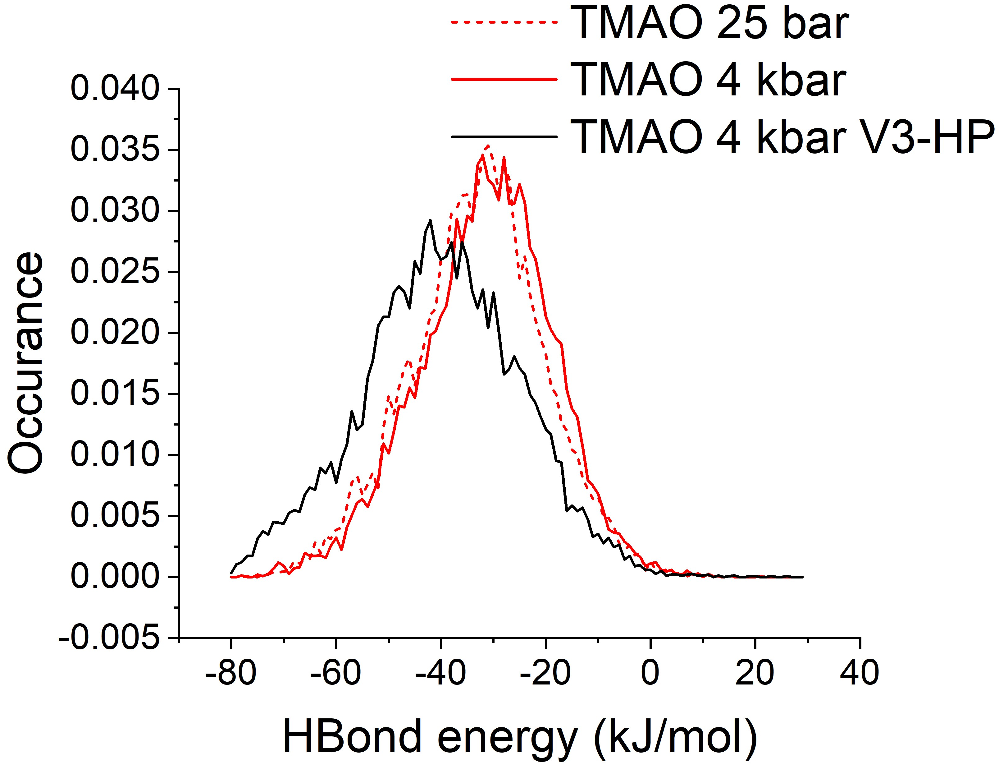 TMAO 25 bar
TMAO 4 kbar
TMAO 4 kbar V3-HP
0.040
0.035
0.030
0.025
0.020
0.015
0.010
0.005
0.000
-0.005
Occurance
-80 -60 -40 -20 0 20 40
HBond energy (kJ/mol)